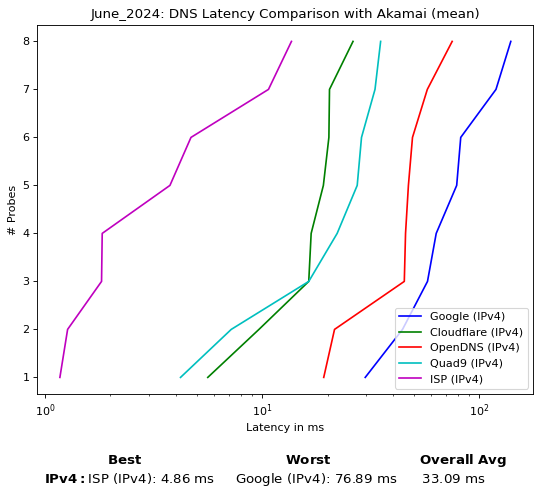 June_2024: DNS Latency Comparison with Akamai (mean)
8
7
6
5
4
3
2
1
# Probes
Google (IPv4)
Cloudflare (IPv4)
OpenDNS (IPv4)
Quad9 (IPv4)
ISP (IPv4)
10⁰ 10¹ 10²
Latency in ms
Best Worst Overall Avg
IPv4: ISP (IPv4): 4.86 ms Google (IPv4): 76.89 ms 33.09 ms